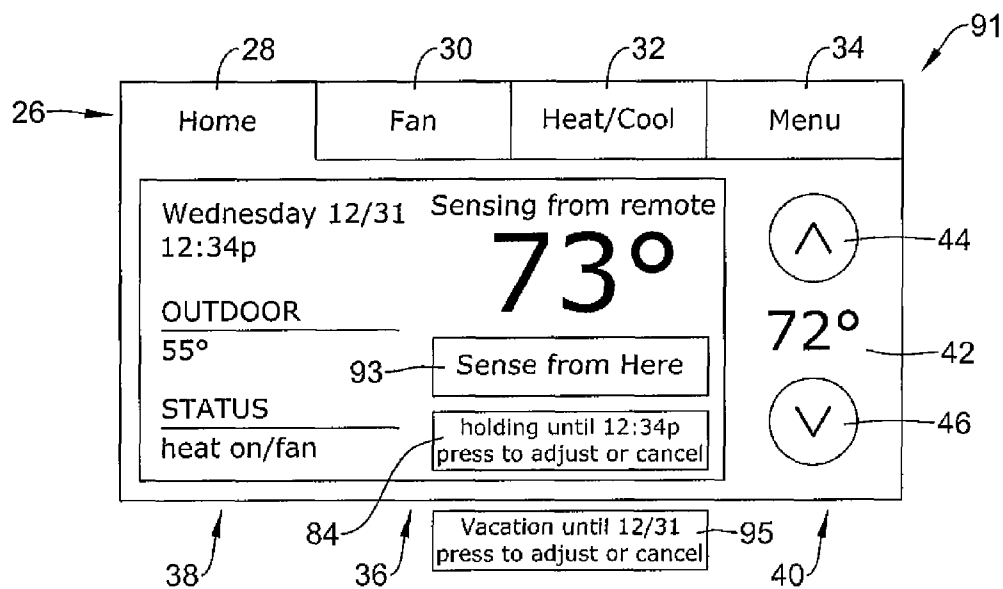 28
30
32
34
91
26
Home
Fan
Heat/Cool
Menu
Wednesday 12/31
12:34p
Sensing from remote
73°
44
OUTDOOR
55°
72°
42
93
Sense from Here
STATUS
heat on/fan
holding until 12:34p
press to adjust or cancel
46
84
Vacation until 12/31
press to adjust or cancel
95
38
36
40